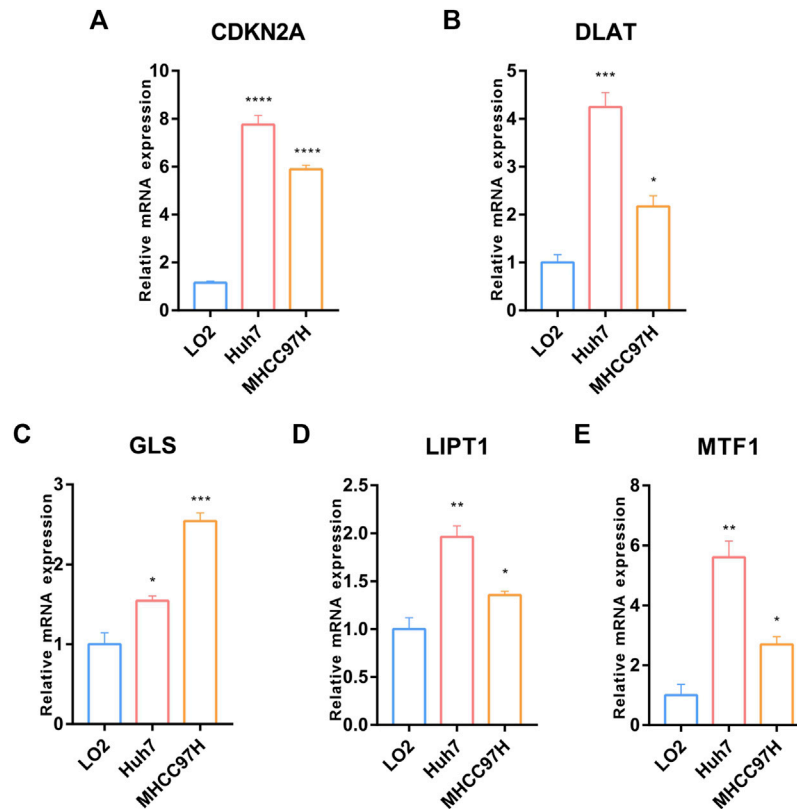 A
CDKN2A
Relative mRNA expression
10
8
6
4
2
0
****
****
LO2
Huh7
MHCC97H
B
DLAT
Relative mRNA expression
5
4
3
2
1
0
***
*
LO2
Huh7
MHCC97H
C
GLS
Relative mRNA expression
3
2
1
0
*
***
LO2
Huh7
MHCC97H
D
LIPT1
Relative mRNA expression
2.5
2.0
1.5
1.0
0.5
0.0
**
*
LO2
Huh7
MHCC97H
E
MTF1
Relative mRNA expression
8
6
4
2
0
**
*
LO2
Huh7
MHCC97H